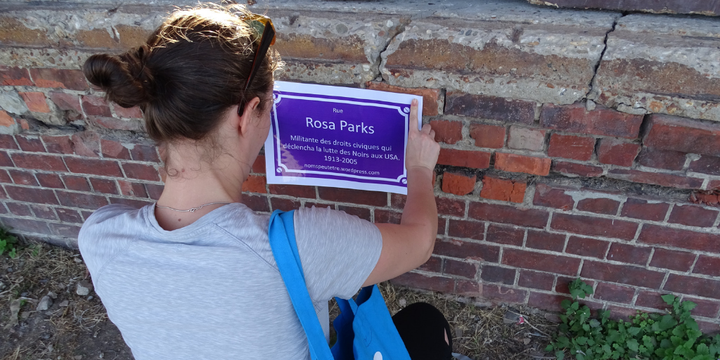 Rue
Rosa Parks
Militante des droits civiques qui
déclencha la lutte des Noirs aux USA.
1913-2005